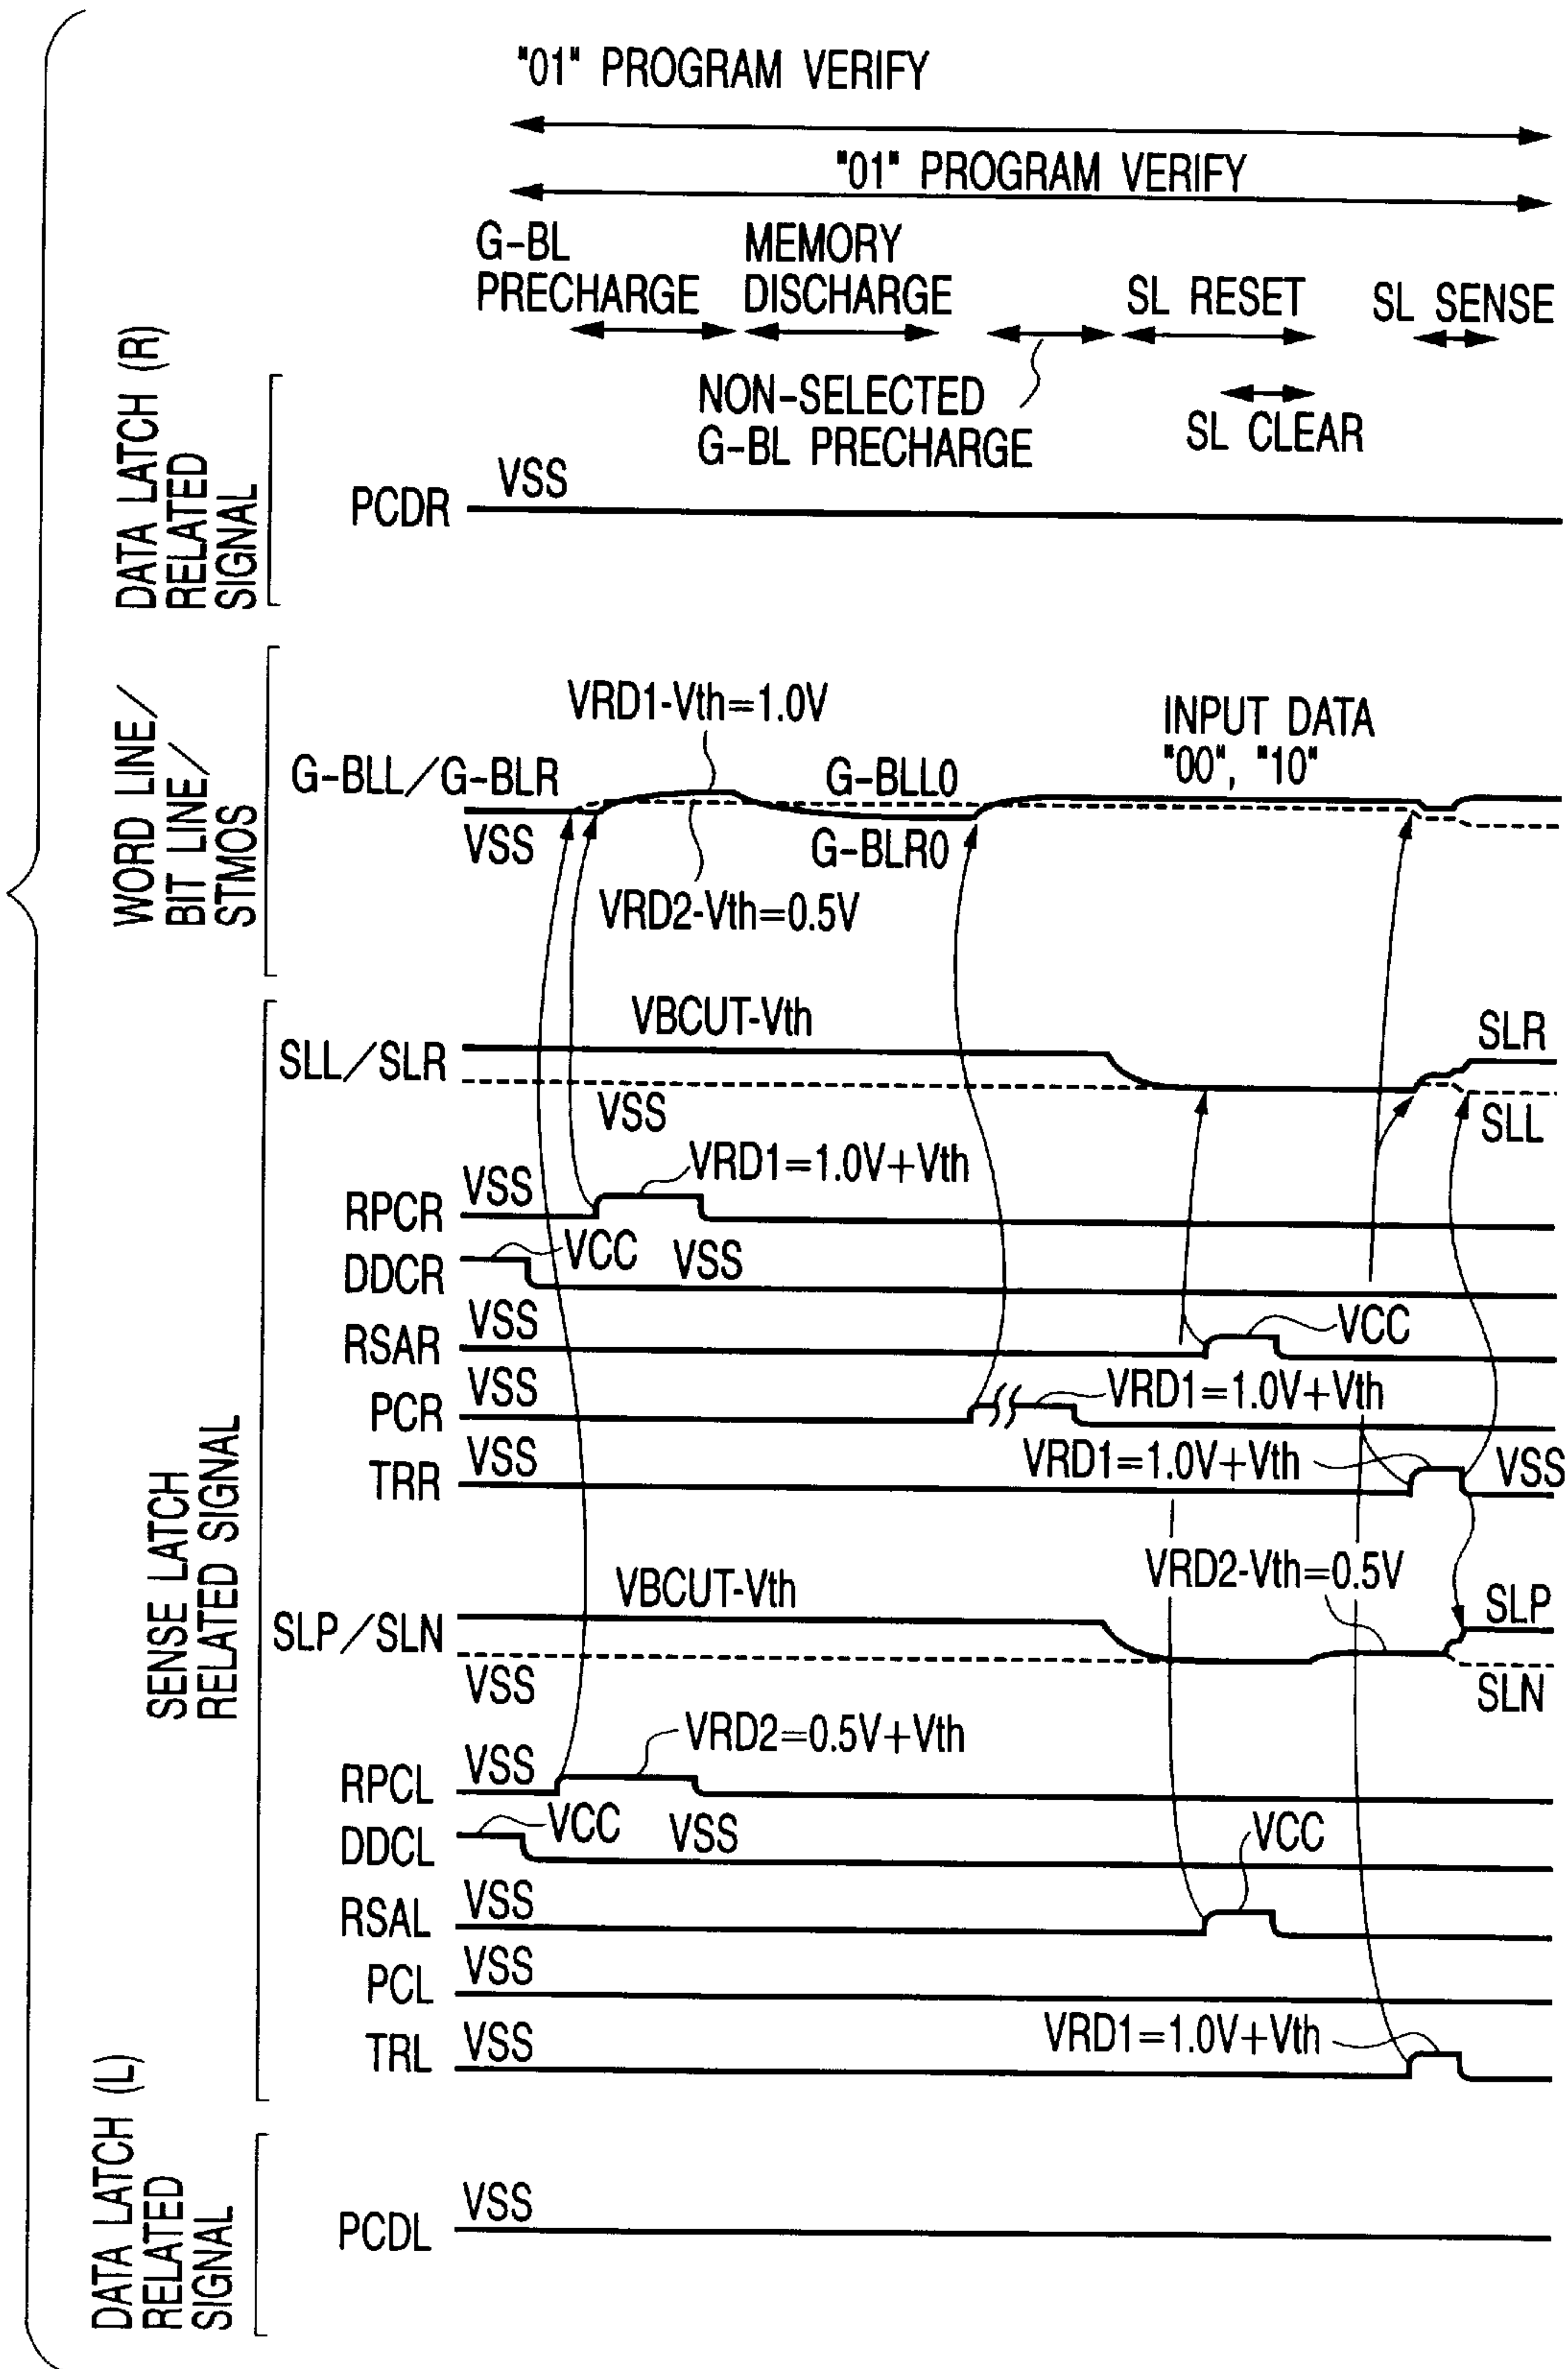 "01" PROGRAM VERIFY
"01" PROGRAM VERIFY
G-BL
PRECHARGE
MEMORY
DISCHARGE
SL RESET
SL SENSE
NON-SELECTED
G-BL PRECHARGE
SL CLEAR
DATA LATCH (R)
RELATED
SIGNAL
PCDR
VSS
WORD LINE/
BIT LINE/
STMOS
VRD1-Vth=1.0V
INPUT DATA
"00", "10"
G-BLL/G-BLR
G-BLL0
VSS
G-BLR0
VRD2-Vth=0.5V
SENSE LATCH
RELATED SIGNAL
VBCUT-Vth
SLR
SLL/SLR
VSS
SLL
RPCR
VSS
VRD1=1.0V+Vth
DDCR
VCC
VSS
RSAR
VSS
VCC
PCR
VSS
VRD1=1.0V+Vth
TRR
VSS
VRD1=1.0V+Vth
VSS
VRD2-Vth=0.5V
VBCUT-Vth
SLP
SLP/SLN
VSS
SLN
RPCL
VSS
VRD2=0.5V+Vth
DDCL
VCC
VSS
RSAL
VSS
VCC
PCL
VSS
TRL
VSS
VRD1=1.0V+Vth
DATA LATCH (L)
RELATED
SIGNAL
PCDL
VSS